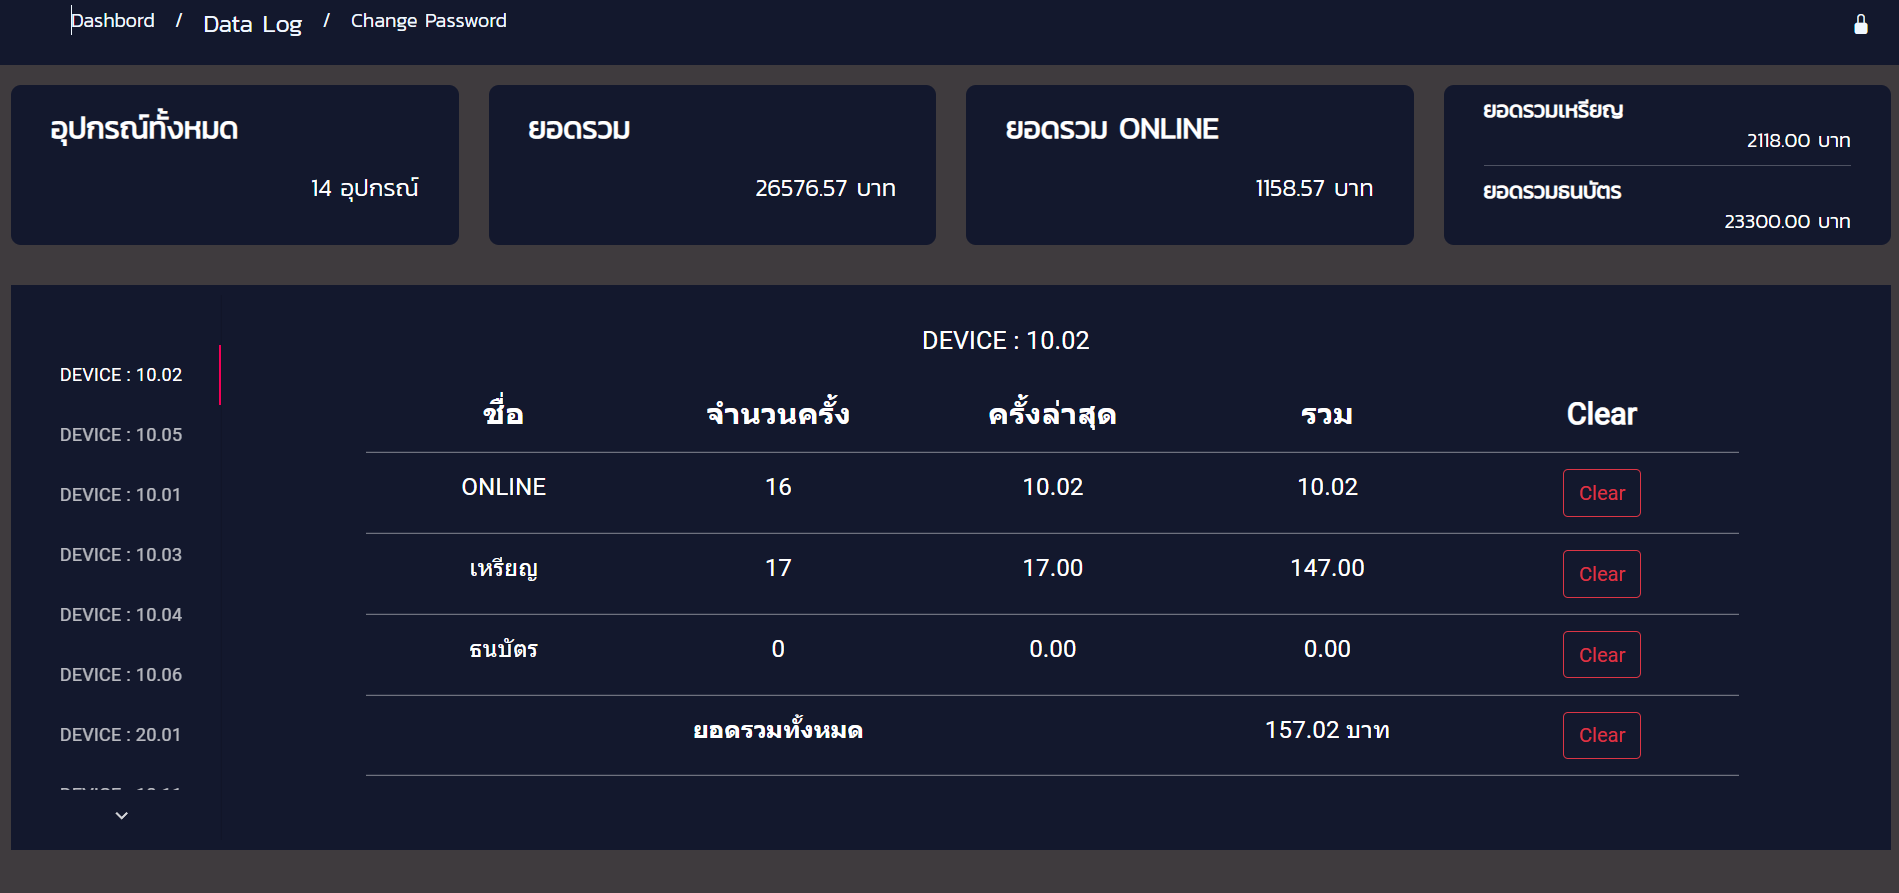 Dashbord / Data Log / Change Password
อุปกรณ์ทั้งหมด
14 อุปกรณ์
ยอดรวม
26576.57 บาท
ยอดรวม ONLINE
1158.57 บาท
ยอดรวมเหรียญ
2118.00 บาท
ยอดรวมธนบัตร
23300.00 บาท
DEVICE : 10.02
DEVICE : 10.05
DEVICE : 10.01
DEVICE : 10.03
DEVICE : 10.04
DEVICE : 10.06
DEVICE : 20.01
DEVICE : 10.02
ชื่อ จำนวนครั้ง ครั้งล่าสุด รวม Clear
ONLINE 16 10.02 10.02 Clear
เหรียญ 17 17.00 147.00 Clear
ธนบัตร 0 0.00 0.00 Clear
ยอดรวมทั้งหมด 157.02 บาท Clear